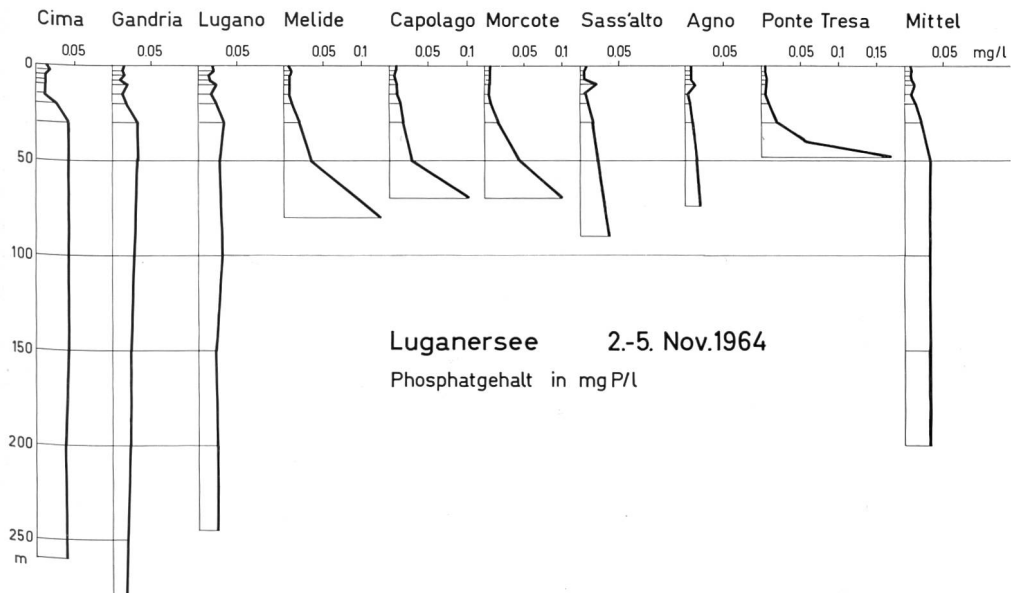 Cima Gandria Lugano Melide Capolago Morcote Sass'alto Agno Ponte Tresa Mittel
0.05 0.05 0.05 0.05 0.1 0.05 0.1 0.05 0.1 0.05 0.05 0.05 0.1 0.15 0.05 mg/l
0
50
100
Luganersee 2.-5. Nov.1964
150
Phosphatgehalt in mg P/l
200
250
m